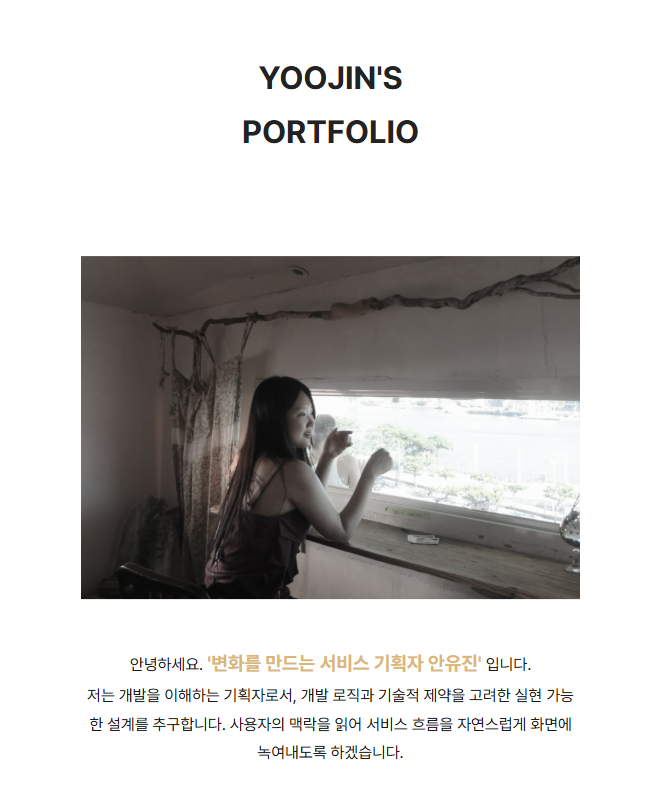 YOOJIN'S
PORTFOLIO
안녕하세요. '변화를 만드는 서비스 기획자 안유진' 입니다.
저는 개발을 이해하는 기획자로서, 개발 로직과 기술적 제약을 고려한 실현 가능
한 설계를 추구합니다. 사용자의 맥락을 읽어 서비스 흐름을 자연스럽게 화면에
녹여내도록 하겠습니다.